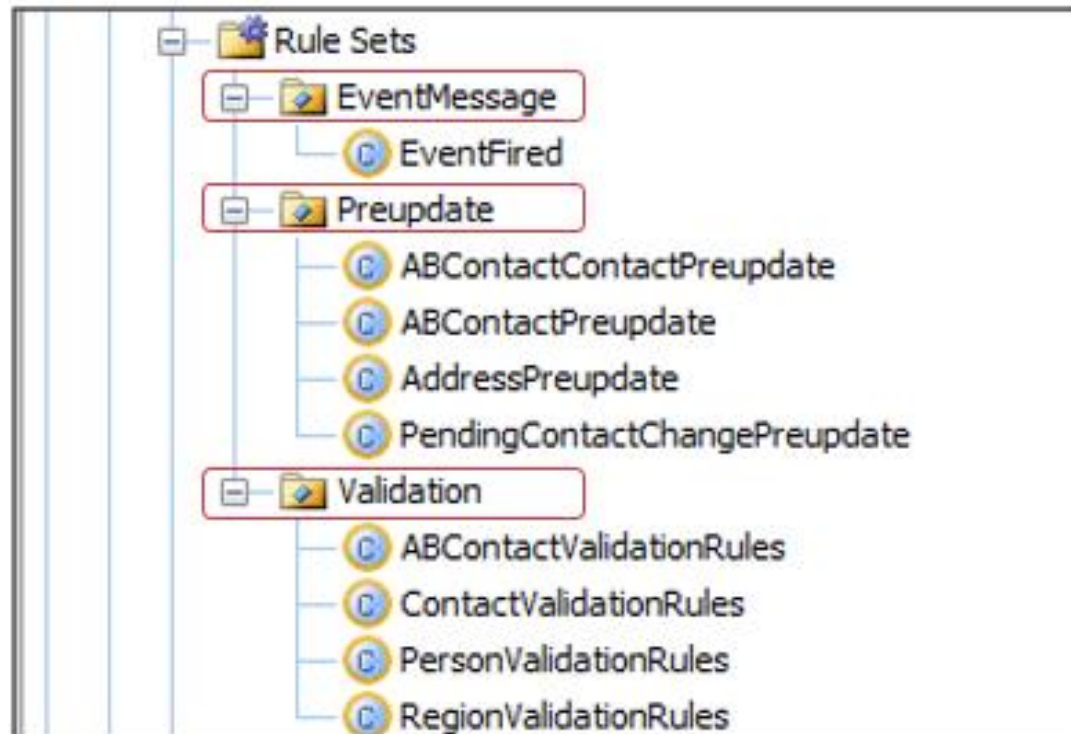 Rule Sets
EventMessage
EventFired
Preupdate
ABContactContactPreupdate
ABContactPreupdate
AddressPreupdate
PendingContactChangePreupdate
Validation
ABContactValidationRules
ContactValidationRules
PersonValidationRules
RegionValidationRules